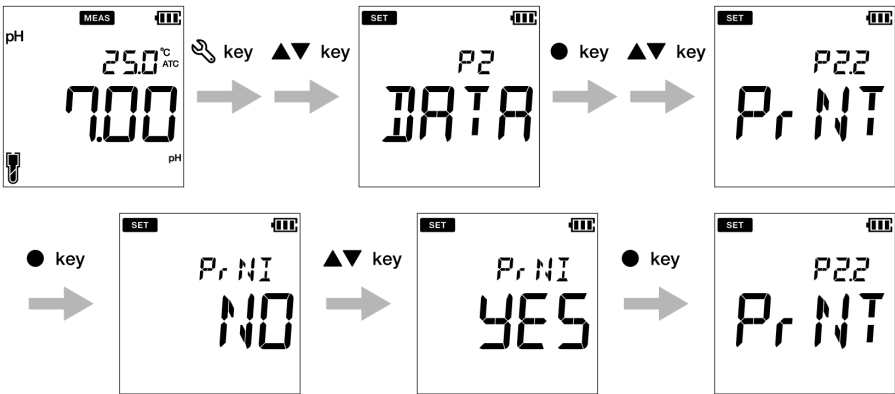 MEAS
pH
25.0 °C
ATC
7.00
pH
key
▲▼ key
SET
P2
DATA
● key
▲▼ key
SET
P2.2
PrNT
● key
SET
PrNT
NO
▲▼ key
SET
PrNT
YES
● key
SET
P2.2
PrNT